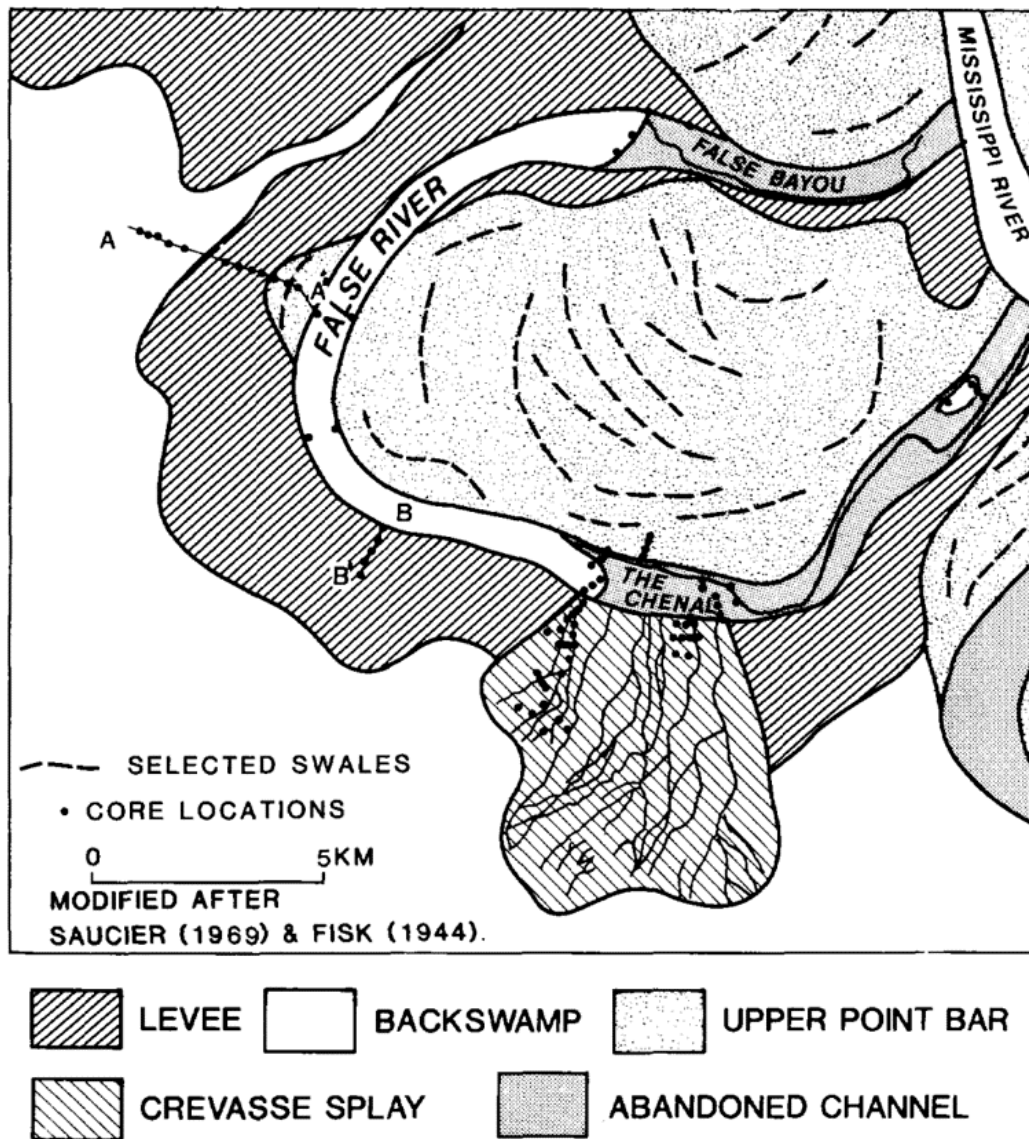 MISSISSIPPI RIVER
FALSE BAYOU
FALSE RIVER
A
A'
B
B'
THE
CHENAL
SELECTED SWALES
• CORE LOCATIONS
0 5KM
MODIFIED AFTER
SAUCIER (1969) & FISK (1944).
LEVEE BACKSWAMP UPPER POINT BAR
CREVASSE SPLAY ABANDONED CHANNEL